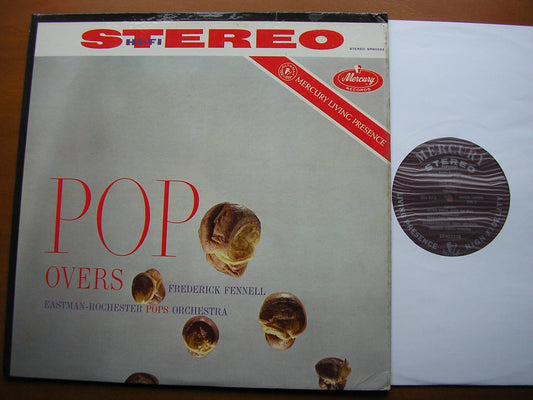 STEREO
HI-FI
STEREO SR90222
Mercury
RECORDS
MERCURY LIVING PRESENCE
POP
OVERS
FREDERICK FENNELL
EASTMAN-ROCHESTER POPS ORCHESTRA
MERCURY
STEREO
LIVING PRESENCE
HIGH FIDELITY